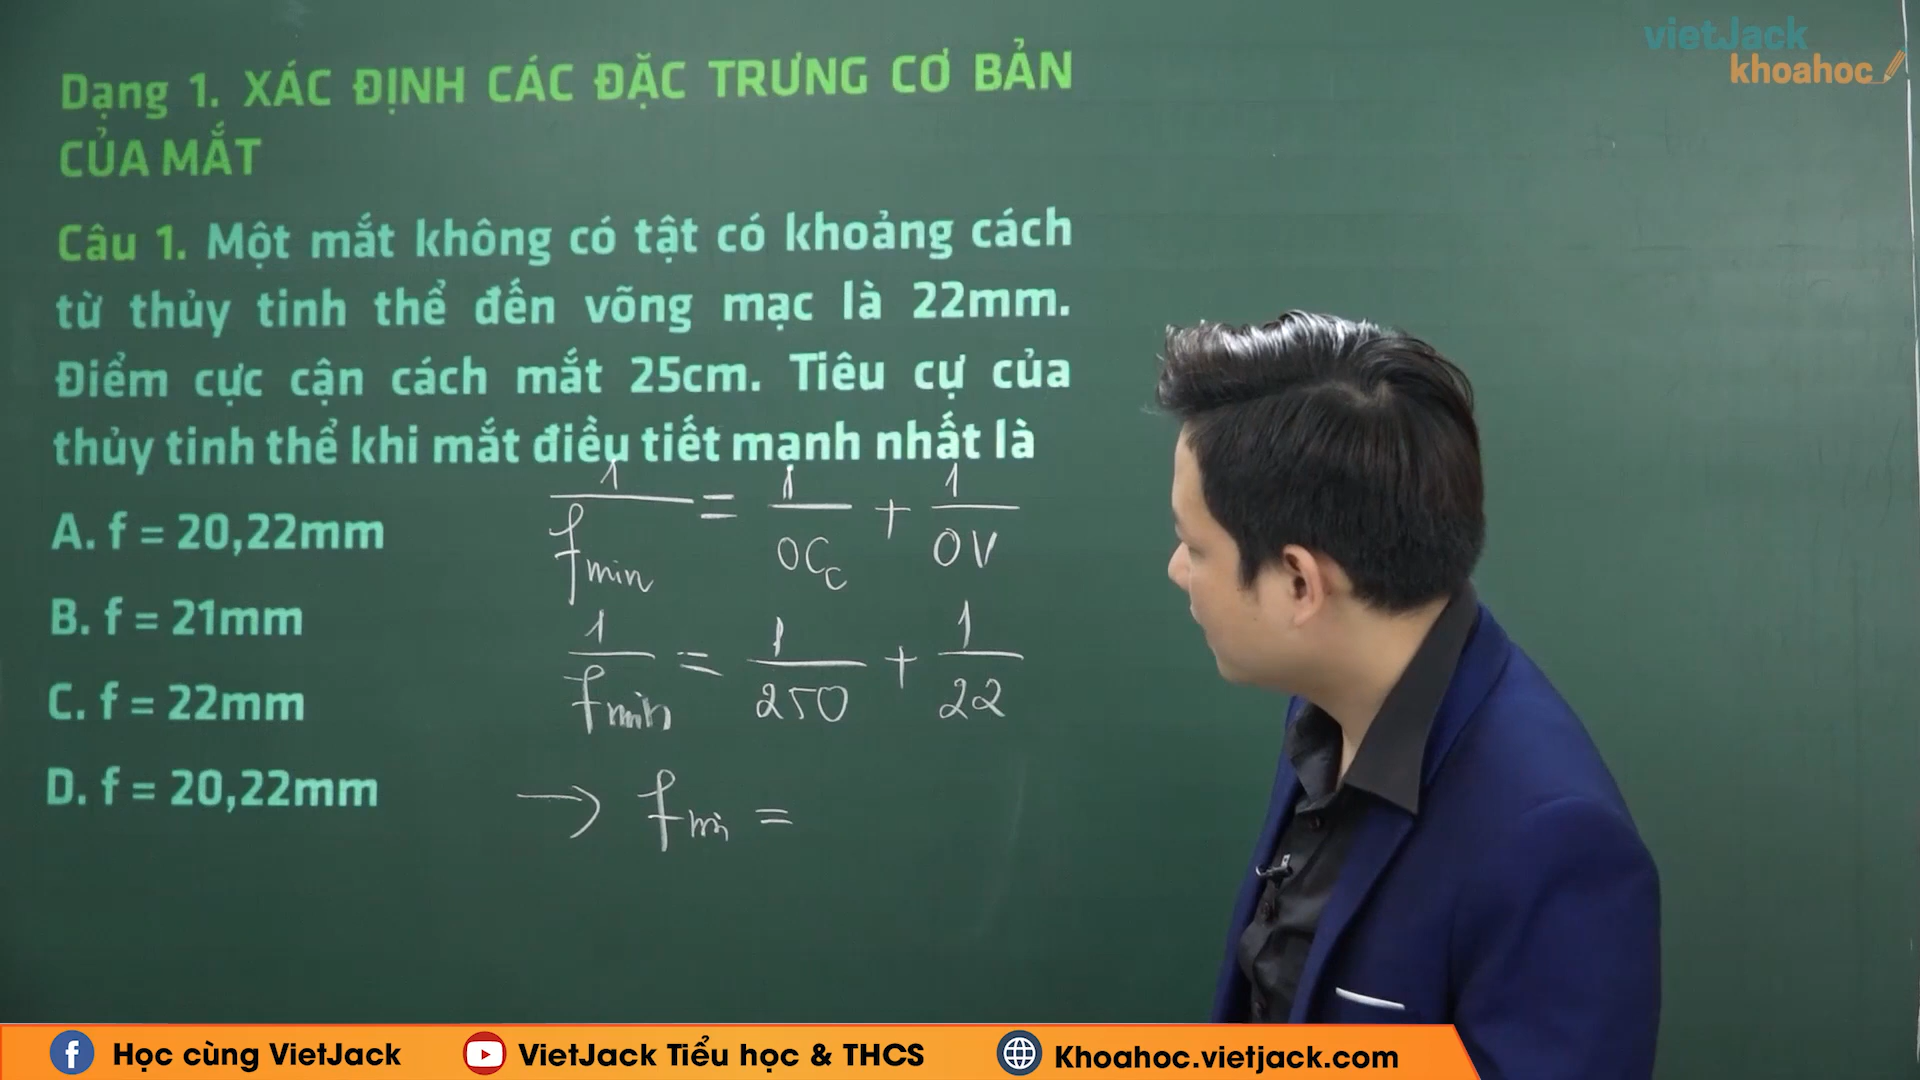 vietJack
khoahoc
Dạng 1. XÁC ĐỊNH CÁC ĐẶC TRƯNG CƠ BẢN
CỦA MẮT
Câu 1. Một mắt không có tật có khoảng cách
từ thủy tinh thể đến võng mạc là 22mm.
Điểm cực cận cách mắt 25cm. Tiêu cự của
thủy tinh thể khi mắt điều tiết mạnh nhất là
A. f = 20,22mm
B. f = 21mm
C. f = 22mm
D. f = 20,22mm
1/fmin = 1/OCc + 1/OV
1/fmin = 1/250 + 1/22
→ fmin =
Học cùng VietJack
VietJack Tiểu học & THCS
Khoahoc.vietjack.com